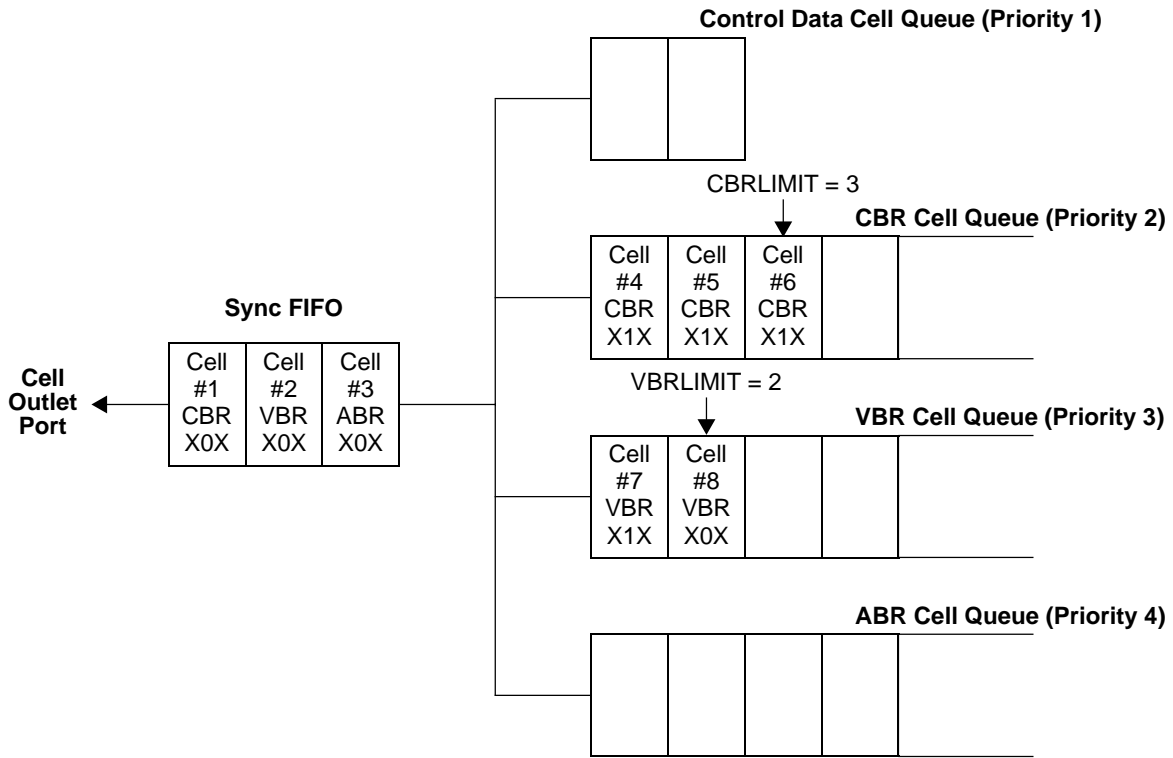 Control Data Cell Queue (Priority 1)
CBRLIMIT = 3
CBR Cell Queue (Priority 2)
Cell
#4
CBR
X1X
Cell
#5
CBR
X1X
Cell
#6
CBR
X1X
Sync FIFO
Cell
Outlet
Port
Cell
#1
CBR
X0X
Cell
#2
VBR
X0X
Cell
#3
ABR
X0X
VBRLIMIT = 2
VBR Cell Queue (Priority 3)
Cell
#7
VBR
X1X
Cell
#8
VBR
X0X
ABR Cell Queue (Priority 4)